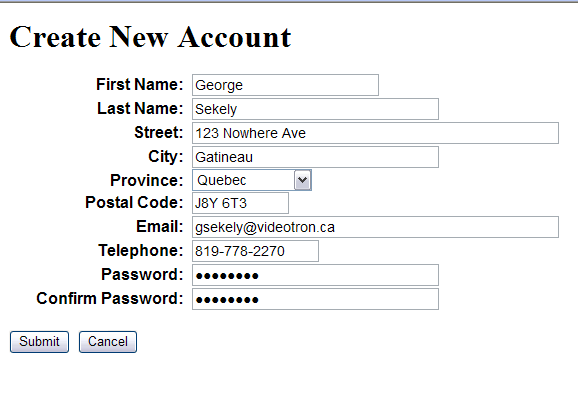 Create New Account
First Name: George
Last Name: Sekely
Street: 123 Nowhere Ave
City: Gatineau
Province: Quebec
Postal Code: J8Y 6T3
Email: gsekely@videotron.ca
Telephone: 819-778-2270
Password: ●●●●●●●●
Confirm Password: ●●●●●●●●
Submit Cancel